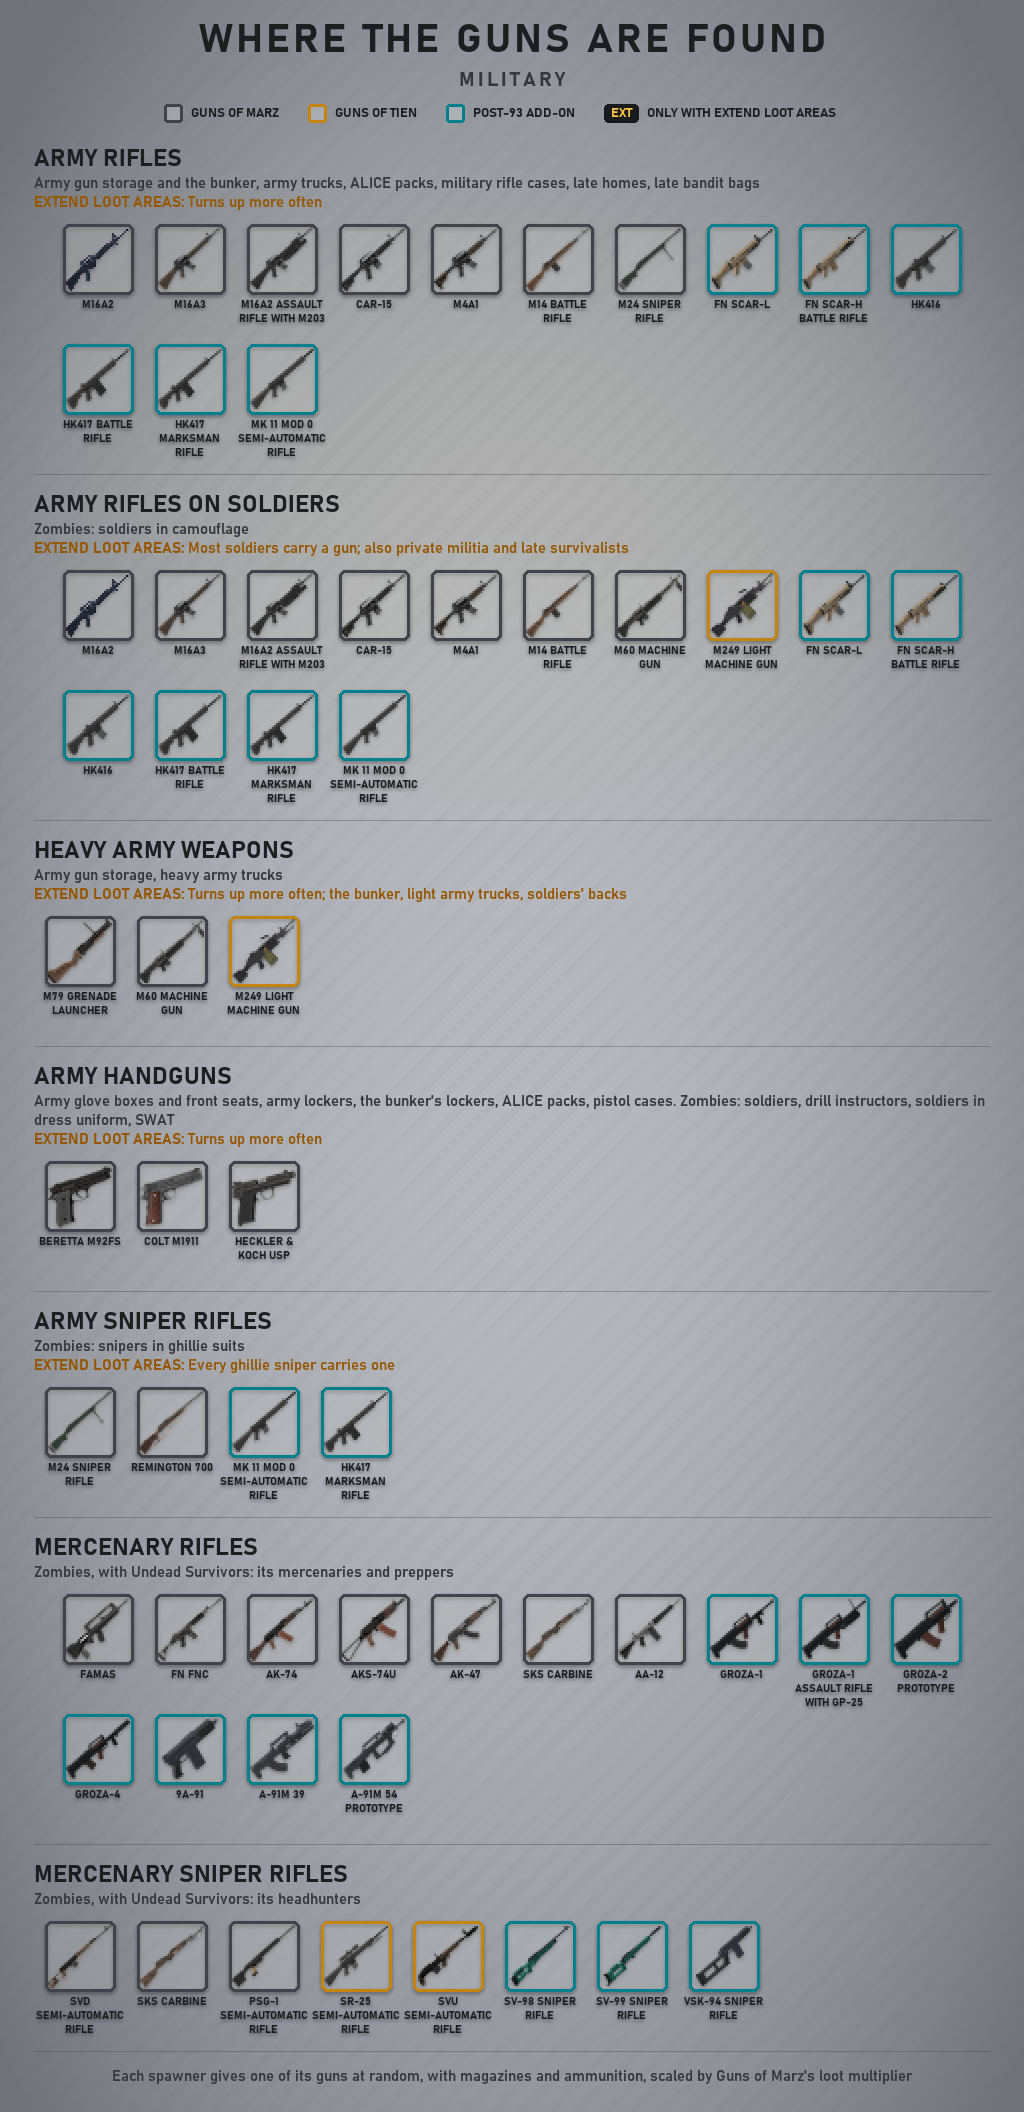 WHERE THE GUNS ARE FOUND
MILITARY
GUNS OF MARZ
GUNS OF TIEN
POST-93 ADD-ON
EXT ONLY WITH EXTEND LOOT AREAS
ARMY RIFLES
Army gun storage and the bunker, army trucks, ALICE packs, military rifle cases, late homes, late bandit bags
EXTEND LOOT AREAS: Turns up more often
M16A2
M16A3
M16A2 ASSAULT
RIFLE WITH M203
CAR-15
M4A1
M14 BATTLE
RIFLE
M24 SNIPER
RIFLE
FN SCAR-L
FN SCAR-H
BATTLE RIFLE
HK416
HK417 BATTLE
RIFLE
HK417
MARKSMAN
RIFLE
MK 11 MOD 0
SEMI-AUTOMATIC
RIFLE
ARMY RIFLES ON SOLDIERS
Zombies: soldiers in camouflage
EXTEND LOOT AREAS: Most soldiers carry a gun; also private militia and late survivalists
M16A2
M16A3
M16A2 ASSAULT
RIFLE WITH M203
CAR-15
M4A1
M14 BATTLE
RIFLE
M60 MACHINE
GUN
M249 LIGHT
MACHINE GUN
FN SCAR-L
FN SCAR-H
BATTLE RIFLE
HK416
HK417 BATTLE
RIFLE
HK417
MARKSMAN
RIFLE
MK 11 MOD 0
SEMI-AUTOMATIC
RIFLE
HEAVY ARMY WEAPONS
Army gun storage, heavy army trucks
EXTEND LOOT AREAS: Turns up more often; the bunker, light army trucks, soldiers' backs
M79 GRENADE
LAUNCHER
M60 MACHINE
GUN
M249 LIGHT
MACHINE GUN
ARMY HANDGUNS
Army glove boxes and front seats, army lockers, the bunker's lockers, ALICE packs, pistol cases. Zombies: soldiers, drill instructors, soldiers in
dress uniform, SWAT
EXTEND LOOT AREAS: Turns up more often
BERETTA M92FS
COLT M1911
HECKLER &
KOCH USP
ARMY SNIPER RIFLES
Zombies: snipers in ghillie suits
EXTEND LOOT AREAS: Every ghillie sniper carries one
M24 SNIPER
RIFLE
REMINGTON 700
MK 11 MOD 0
SEMI-AUTOMATIC
RIFLE
HK417
MARKSMAN
RIFLE
MERCENARY RIFLES
Zombies, with Undead Survivors: its mercenaries and preppers
FAMAS
FN FNC
AK-74
AKS-74U
AK-47
SKS CARBINE
AA-12
GROZA-1
GROZA-1
ASSAULT RIFLE
WITH GP-25
GROZA-2
PROTOTYPE
GROZA-4
9A-91
A-91M 39
A-91M 54
PROTOTYPE
MERCENARY SNIPER RIFLES
Zombies, with Undead Survivors: its headhunters
SVD
SEMI-AUTOMATIC
RIFLE
SKS CARBINE
PSG-1
SEMI-AUTOMATIC
RIFLE
SR-25
SEMI-AUTOMATIC
RIFLE
SVU
SEMI-AUTOMATIC
RIFLE
SV-98 SNIPER
RIFLE
SV-99 SNIPER
RIFLE
VSK-94 SNIPER
RIFLE
Each spawner gives one of its guns at random, with magazines and ammunition, scaled by Guns of Marz's loot multiplier